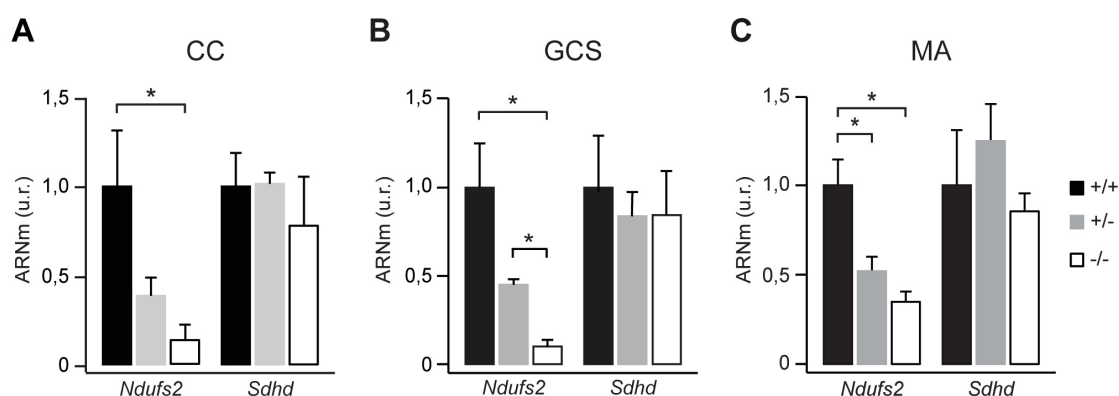 A
CC
ARNm (u.r.)
1,5
1,0
0,5
0
*
Ndufs2
Sdhd
B
GCS
ARNm (u.r.)
1,5
1,0
0,5
0
*
*
Ndufs2
Sdhd
C
MA
ARNm (u.r.)
1,5
1,0
0,5
0
*
*
Ndufs2
Sdhd
+/+
+/-
-/-